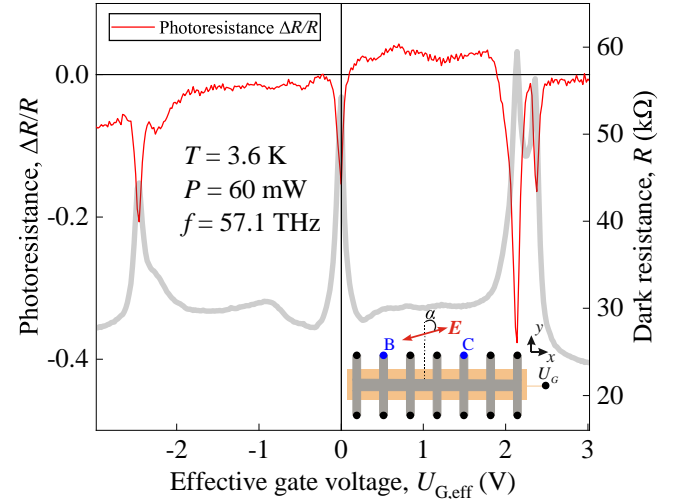 Photoresistance ΔR/R
0.0
-0.2
-0.4
Photoresistance, ΔR/R
60
50
40
30
20
Dark resistance, R (kΩ)
T = 3.6 K
P = 60 mW
f = 57.1 THz
α
E
B
C
y
x
U_G
-2
-1
0
1
2
3
Effective gate voltage, U_G,eff (V)